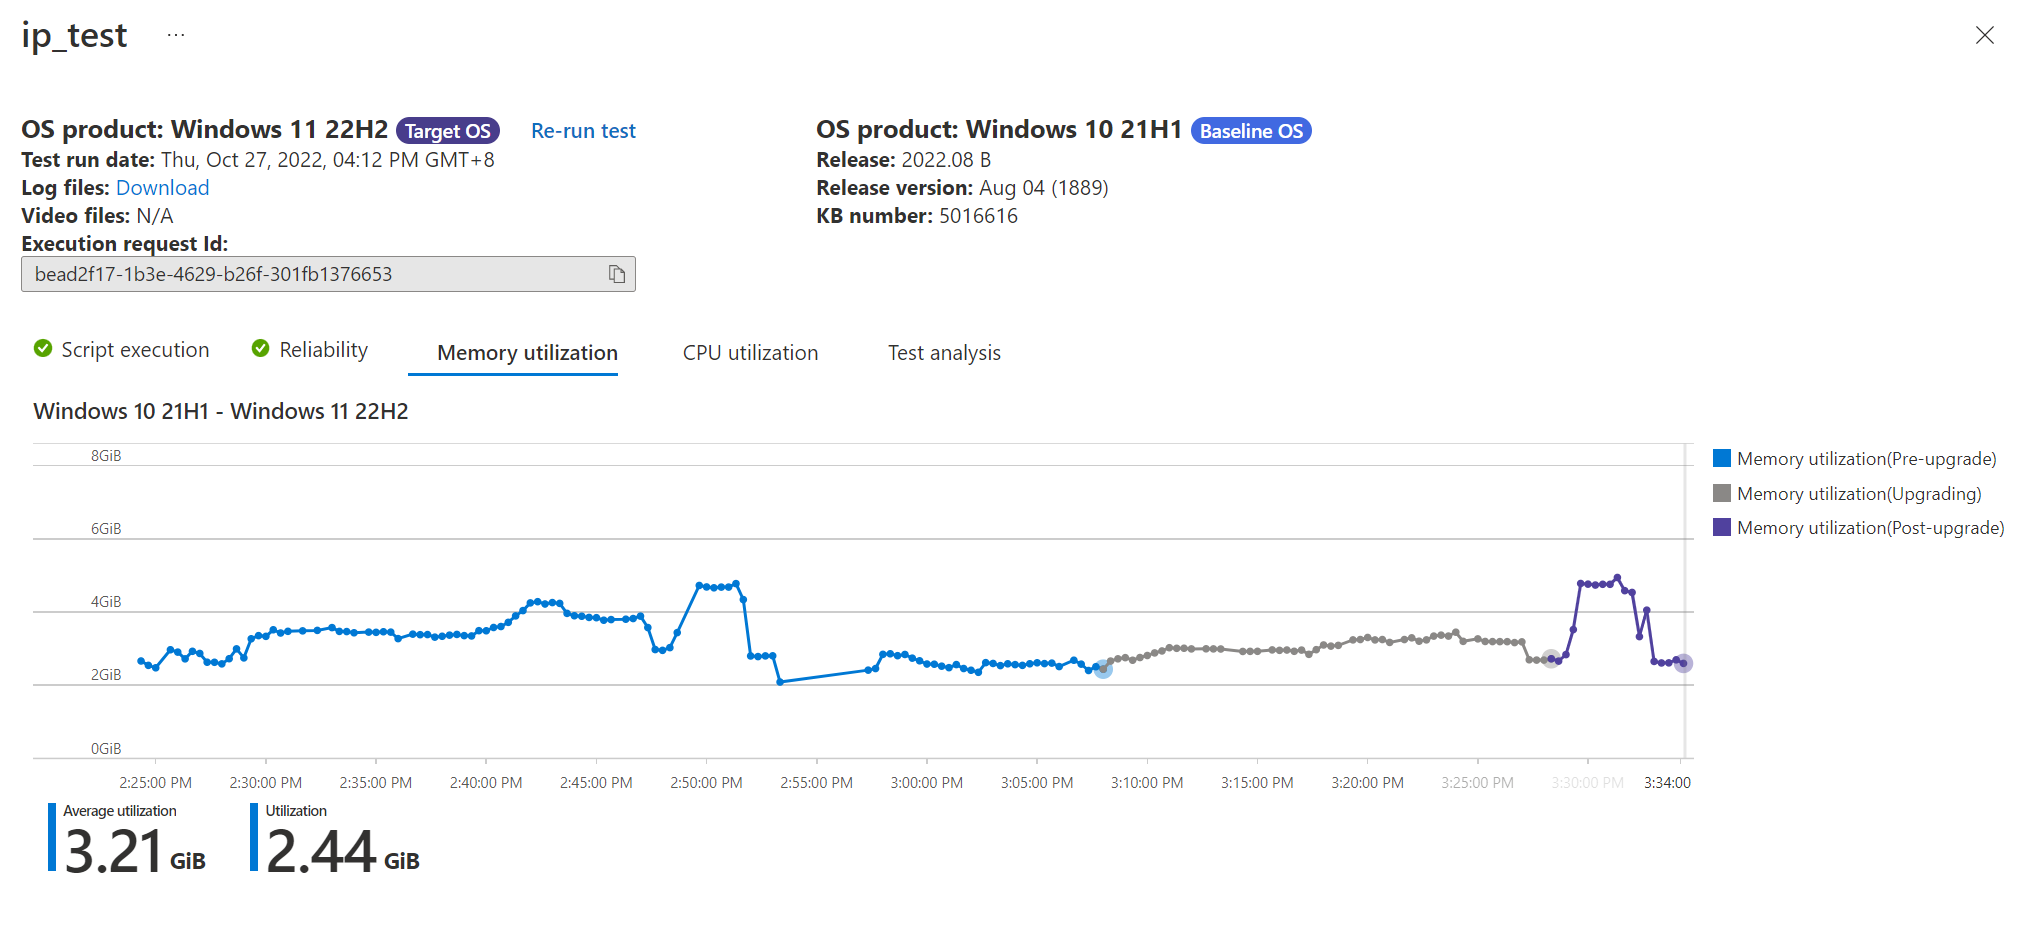 ip_test ...
OS product: Windows 11 22H2 Target OS Re-run test
Test run date: Thu, Oct 27, 2022, 04:12 PM GMT+8
Log files: Download
Video files: N/A
Execution request Id:
bead2f17-1b3e-4629-b26f-301fb1376653
OS product: Windows 10 21H1 Baseline OS
Release: 2022.08 B
Release version: Aug 04 (1889)
KB number: 5016616
Script execution Reliability Memory utilization CPU utilization Test analysis
Windows 10 21H1 - Windows 11 22H2
8GiB
6GiB
4GiB
2GiB
0GiB
2:25:00 PM 2:30:00 PM 2:35:00 PM 2:40:00 PM 2:45:00 PM 2:50:00 PM 2:55:00 PM 3:00:00 PM 3:05:00 PM 3:10:00 PM 3:15:00 PM 3:20:00 PM 3:25:00 PM 3:30:00 PM 3:34:00
Memory utilization(Pre-upgrade)
Memory utilization(Upgrading)
Memory utilization(Post-upgrade)
Average utilization
3.21 GiB
Utilization
2.44 GiB